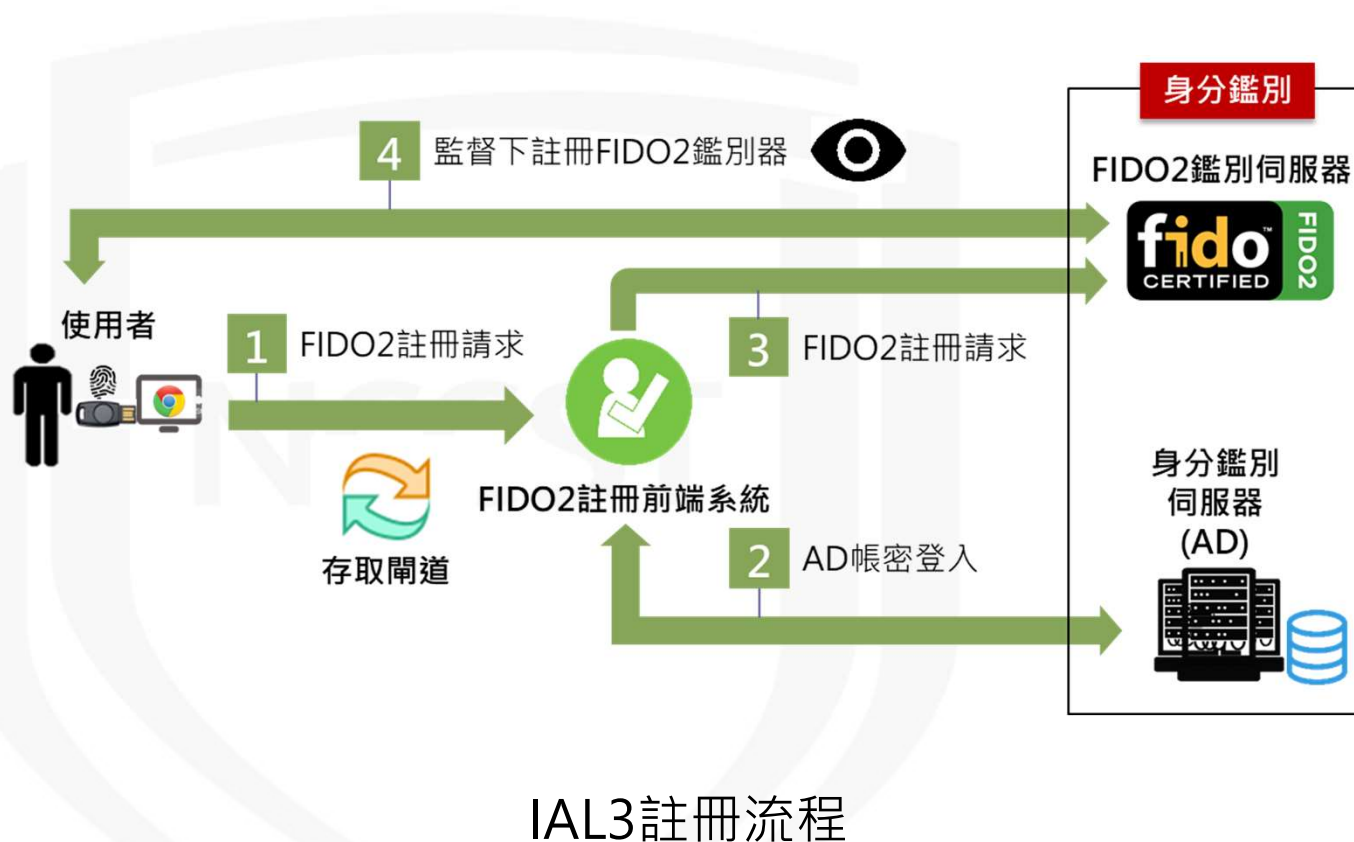 身分鑑別
4 監督下註冊FIDO2鑑別器
FIDO2鑑別伺服器
fido™
CERTIFIED
FIDO2
使用者
1 FIDO2註冊請求
3 FIDO2註冊請求
存取閘道
FIDO2註冊前端系統
2 AD帳密登入
身分鑑別
伺服器
(AD)
IAL3註冊流程